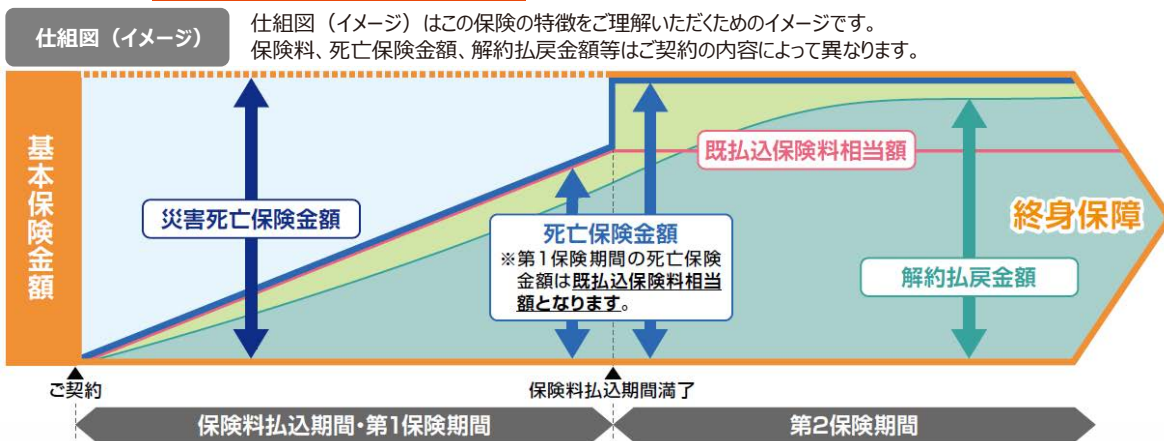 仕組図（イメージ）
仕組図（イメージ）はこの保険の特徴をご理解いただくためのイメージです。
保険料、死亡保険金額、解約払戻金額等はご契約の内容によって異なります。
基本保険金額
災害死亡保険金額
既払込保険料相当額
死亡保険金額
※第1保険期間の死亡保険
金額は既払込保険料相当
額となります。
終身保障
解約払戻金額
ご契約
保険料払込期間満了
保険料払込期間・第1保険期間
第2保険期間